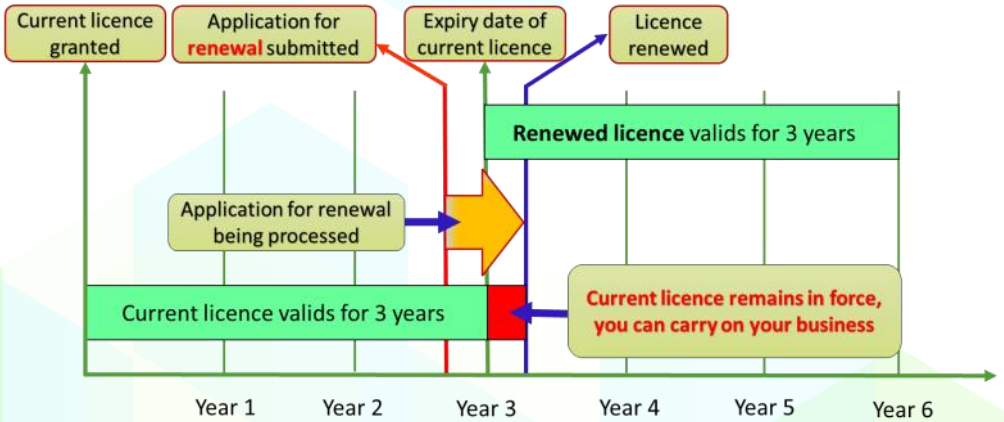 Current licence
granted
Application for
renewal submitted
Expiry date of
current licence
Licence
renewed
Renewed licence valids for 3 years
Application for renewal
being processed
Current licence valids for 3 years
Current licence remains in force,
you can carry on your business
Year 1
Year 2
Year 3
Year 4
Year 5
Year 6